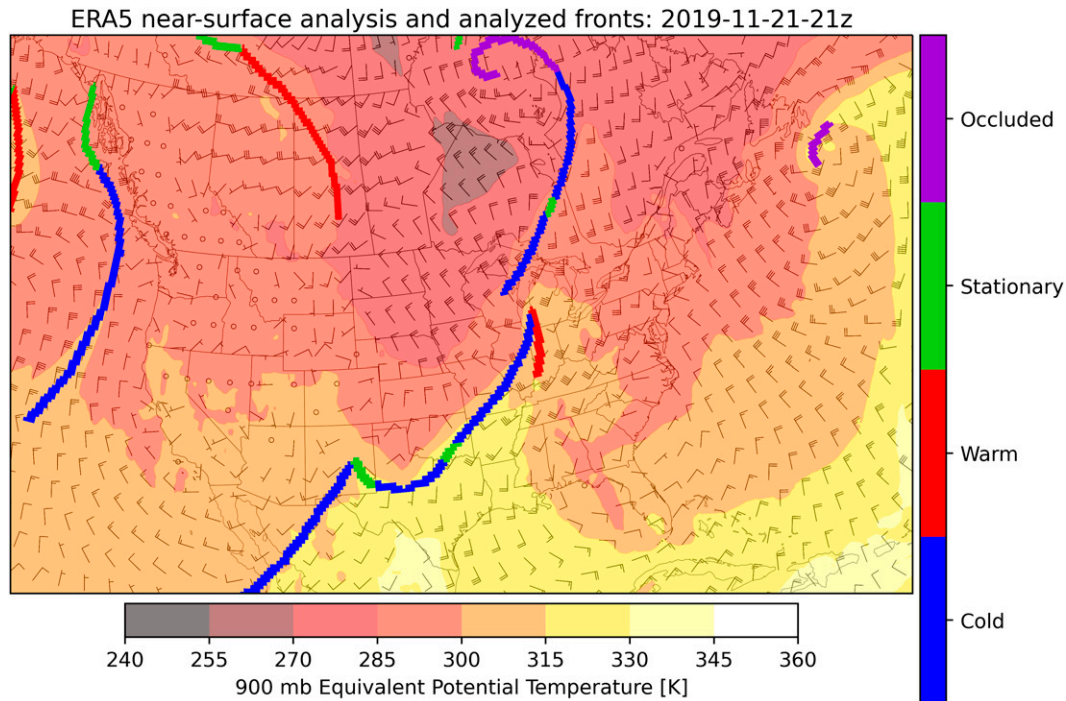 ERA5 near-surface analysis and analyzed fronts: 2019-11-21-21z
Occluded
Stationary
Warm
Cold
240 255 270 285 300 315 330 345 360
900 mb Equivalent Potential Temperature [K]